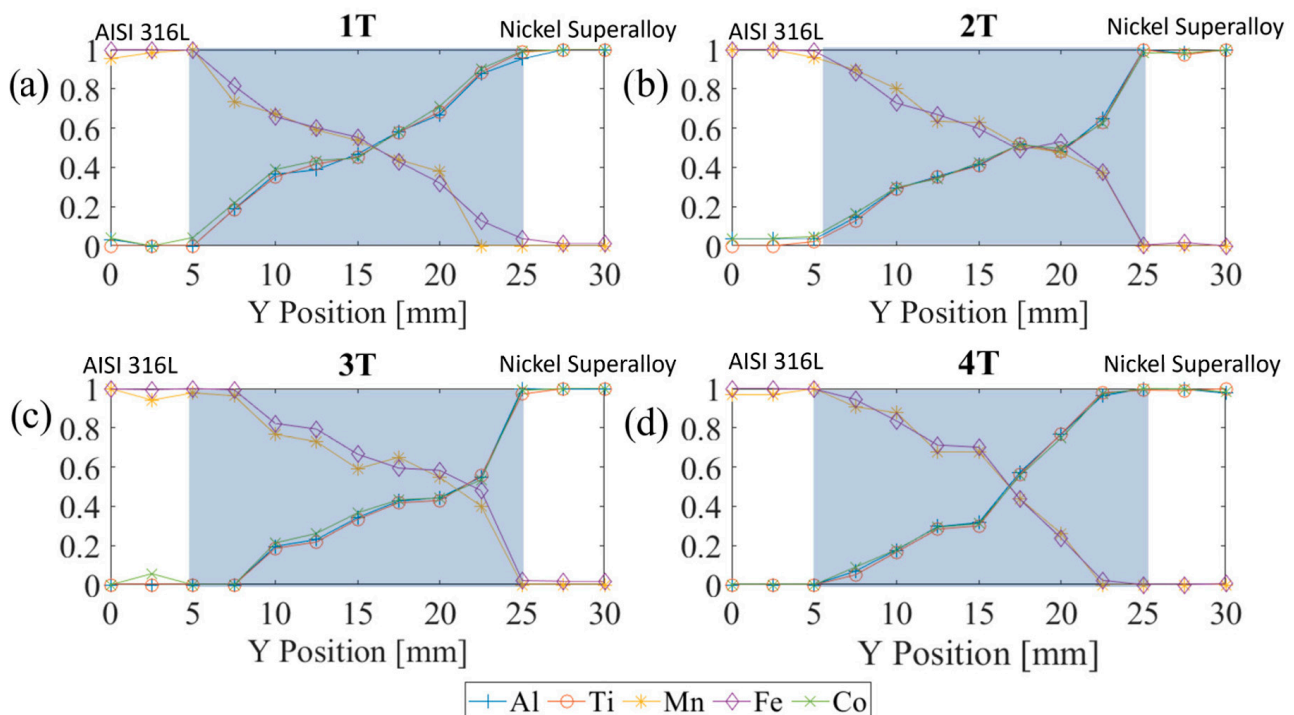 AISI 316L 1T Nickel Superalloy
(a)
1
0.8
0.6
0.4
0.2
0
0 5 10 15 20 25 30
Y Position [mm]
AISI 316L 2T Nickel Superalloy
(b)
1
0.8
0.6
0.4
0.2
0
0 5 10 15 20 25 30
Y Position [mm]
AISI 316L 3T Nickel Superalloy
(c)
1
0.8
0.6
0.4
0.2
0
0 5 10 15 20 25 30
Y Position [mm]
AISI 316L 4T Nickel Superalloy
(d)
1
0.8
0.6
0.4
0.2
0
0 5 10 15 20 25 30
Y Position [mm]
Al Ti Mn Fe Co